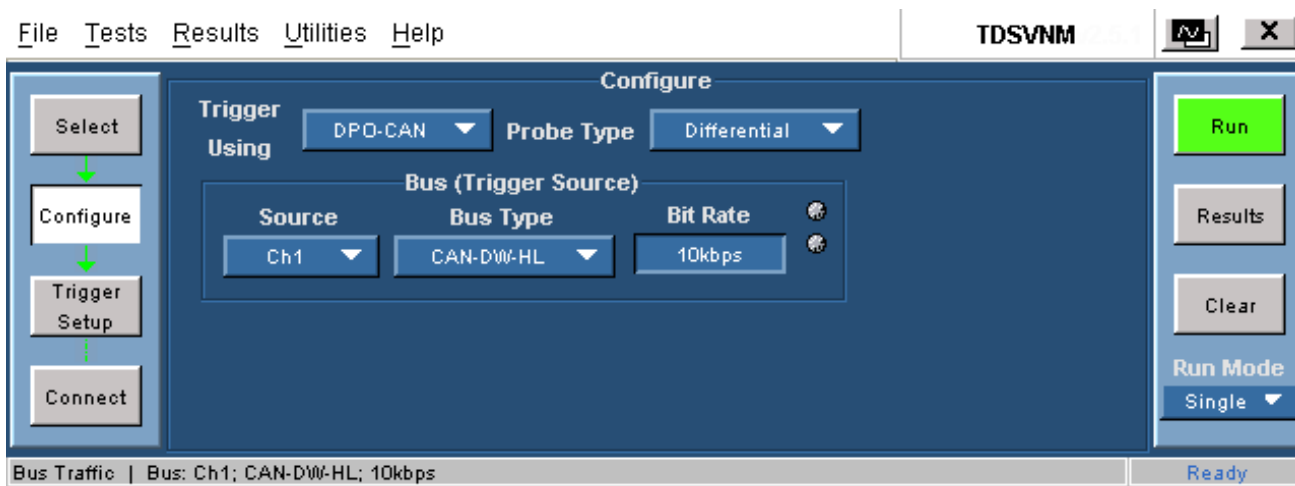 File Tests Results Utilities Help TDSVNM
Configure
Select
Configure
Trigger
Setup
Connect
Trigger
Using
DPO-CAN
Probe Type
Differential
Bus (Trigger Source)
Source
Bus Type
Bit Rate
Ch1
CAN-DW-HL
10kbps
Run
Results
Clear
Run Mode
Single
Bus Traffic | Bus: Ch1; CAN-DW-HL; 10kbps
Ready